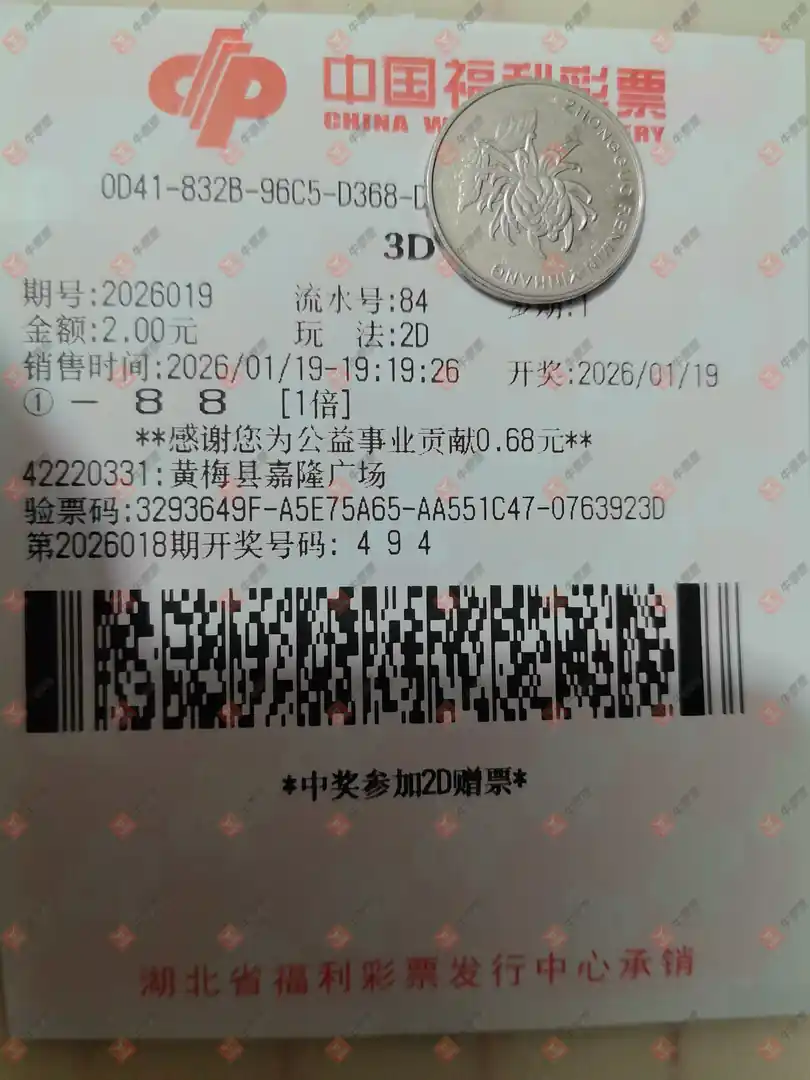 中国福利彩票
CHINA W
RY
ZHONGGUO RENMIN YINHANG
0D41-832B-96C5-D368-D
3D
期号:2026019 流水号:84 :1
金额:2.00元 玩 法:2D
销售时间:2026/01/19-19:19:26 开奖:2026/01/19
① — 8 8 [1倍]
**感谢您为公益事业贡献0.68元**
42220331:黄梅县嘉隆广场
验票码:3293649F-A5E75A65-AA551C47-0763923D
第2026018期开奖号码: 4 9 4
*中奖参加2D赠票*
湖北省福利彩票发行中心承销